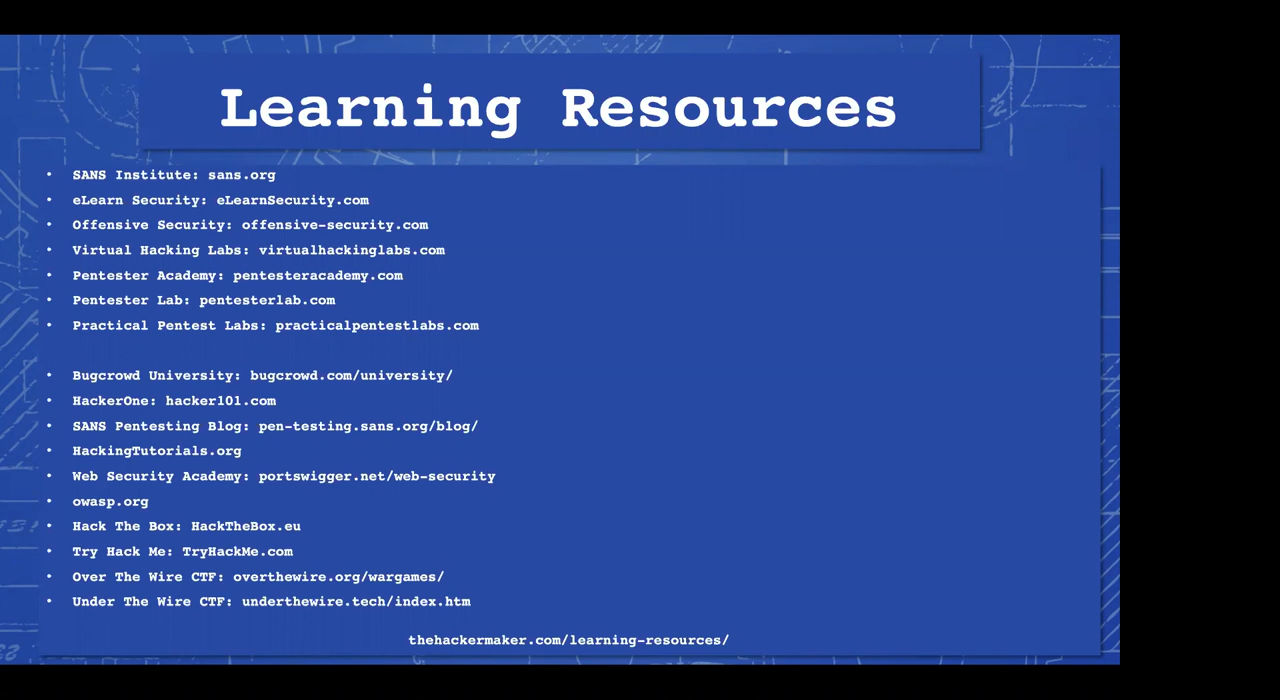 Learning Resources
• SANS Institute: sans.org
• eLearn Security: eLearnSecurity.com
• Offensive Security: offensive-security.com
• Virtual Hacking Labs: virtualhackinglabs.com
• Pentester Academy: pentesteracademy.com
• Pentester Lab: pentesterlab.com
• Practical Pentest Labs: practicalpentestlabs.com
• Bugcrowd University: bugcrowd.com/university/
• HackerOne: hacker101.com
• SANS Pentesting Blog: pen-testing.sans.org/blog/
• HackingTutorials.org
• Web Security Academy: portswigger.net/web-security
• owasp.org
• Hack The Box: HackTheBox.eu
• Try Hack Me: TryHackMe.com
• Over The Wire CTF: overthewire.org/wargames/
• Under The Wire CTF: underthewire.tech/index.htm
thehackermaker.com/learning-resources/